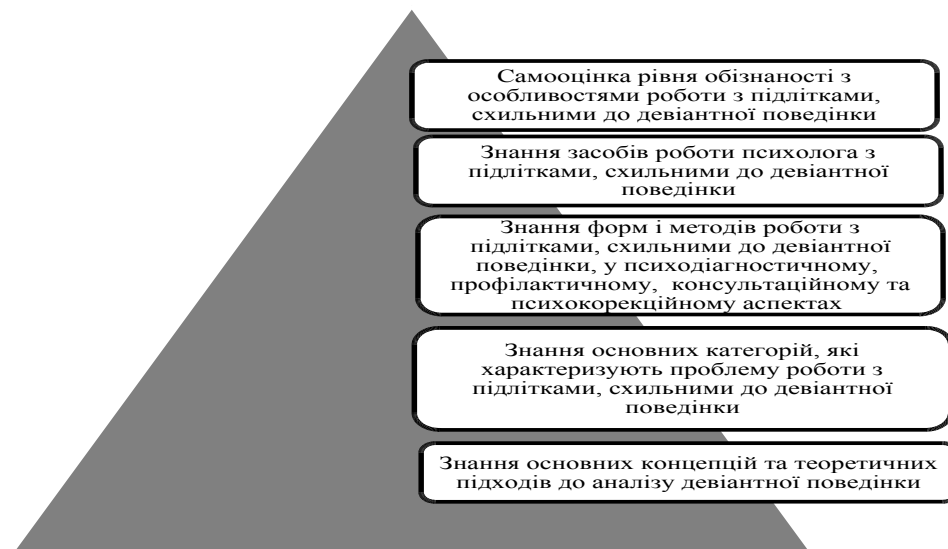 Самооцінка рівня обізнаності з
особливостями роботи з підлітками,
схильними до девіантної поведінки
Знання засобів роботи психолога з
підлітками, схильними до девіантної
поведінки
Знання форм і методів роботи з
підлітками, схильними до девіантної
поведінки, у психодіагностичному,
профілактичному, консультаційному та
психокорекційному аспектах
Знання основних категорій, які
характеризують проблему роботи з
підлітками, схильними до девіантної
поведінки
Знання основних концепцій та теоретичних
підходів до аналізу девіантної поведінки